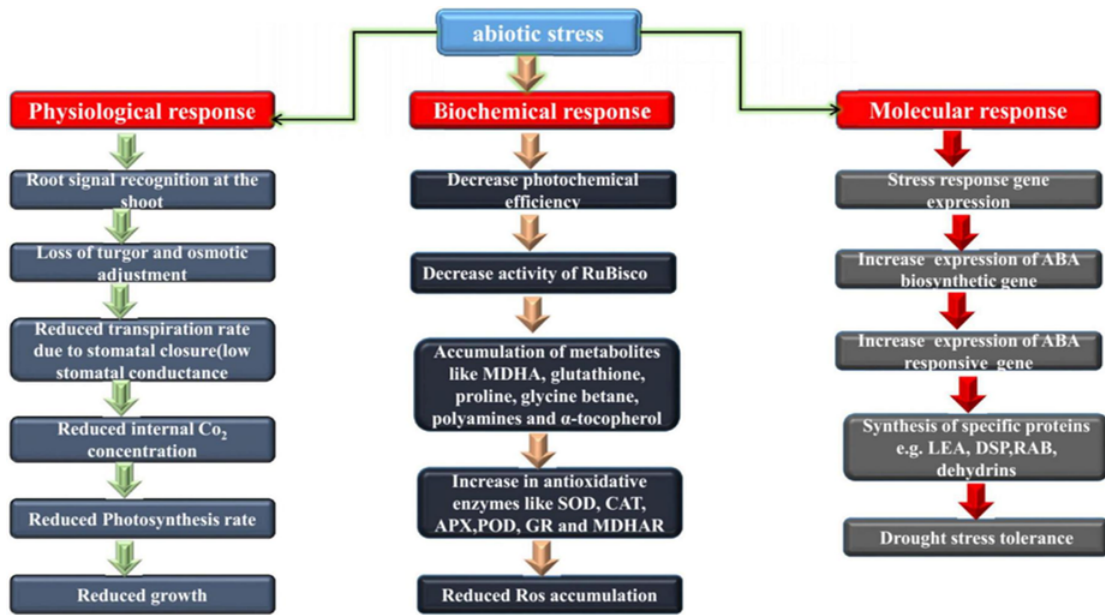 abiotic stress
Physiological response
Root signal recognition at the
shoot
Loss of turgor and osmotic
adjustment
Reduced transpiration rate
due to stomatal closure(low
stomatal conductance
Reduced internal Co₂
concentration
Reduced Photosynthesis rate
Reduced growth
Biochemical response
Decrease photochemical
efficiency
Decrease activity of RuBisco
Accumulation of metabolites
like MDHA, glutathione,
proline, glycine betane,
polyamines and α-tocopherol
Increase in antioxidative
enzymes like SOD, CAT,
APX,POD, GR and MDHAR
Reduced Ros accumulation
Molecular response
Stress response gene
expression
Increase expression of ABA
biosynthetic gene
Increase expression of ABA
responsive gene
Synthesis of specific proteins
e.g. LEA, DSP,RAB,
dehydrins
Drought stress tolerance